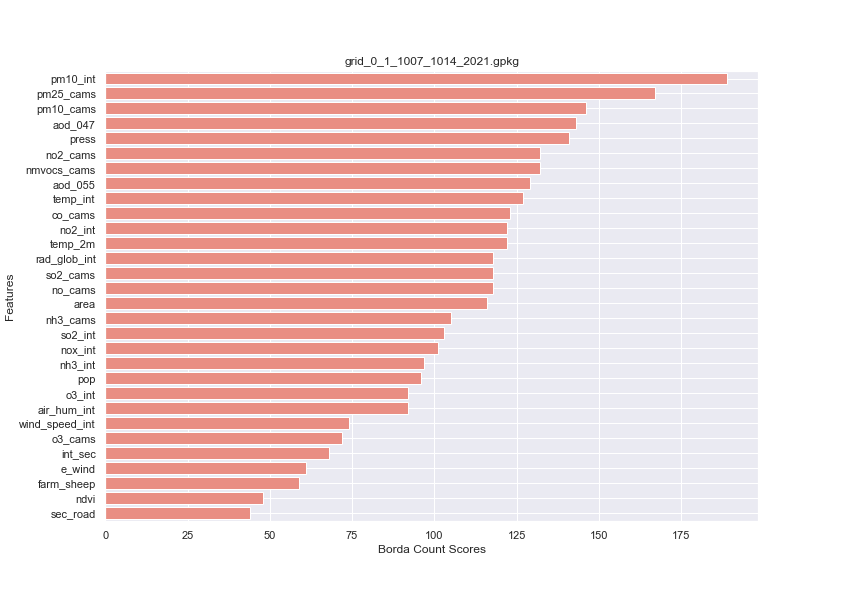 grid_0_1_1007_1014_2021.gpkg
Features
pm10_int
pm25_cams
pm10_cams
aod_047
press
no2_cams
nmvocs_cams
aod_055
temp_int
co_cams
no2_int
temp_2m
rad_glob_int
so2_cams
no_cams
area
nh3_cams
so2_int
nox_int
nh3_int
pop
o3_int
air_hum_int
wind_speed_int
o3_cams
int_sec
e_wind
farm_sheep
ndvi
sec_road
0 25 50 75 100 125 150 175
Borda Count Scores